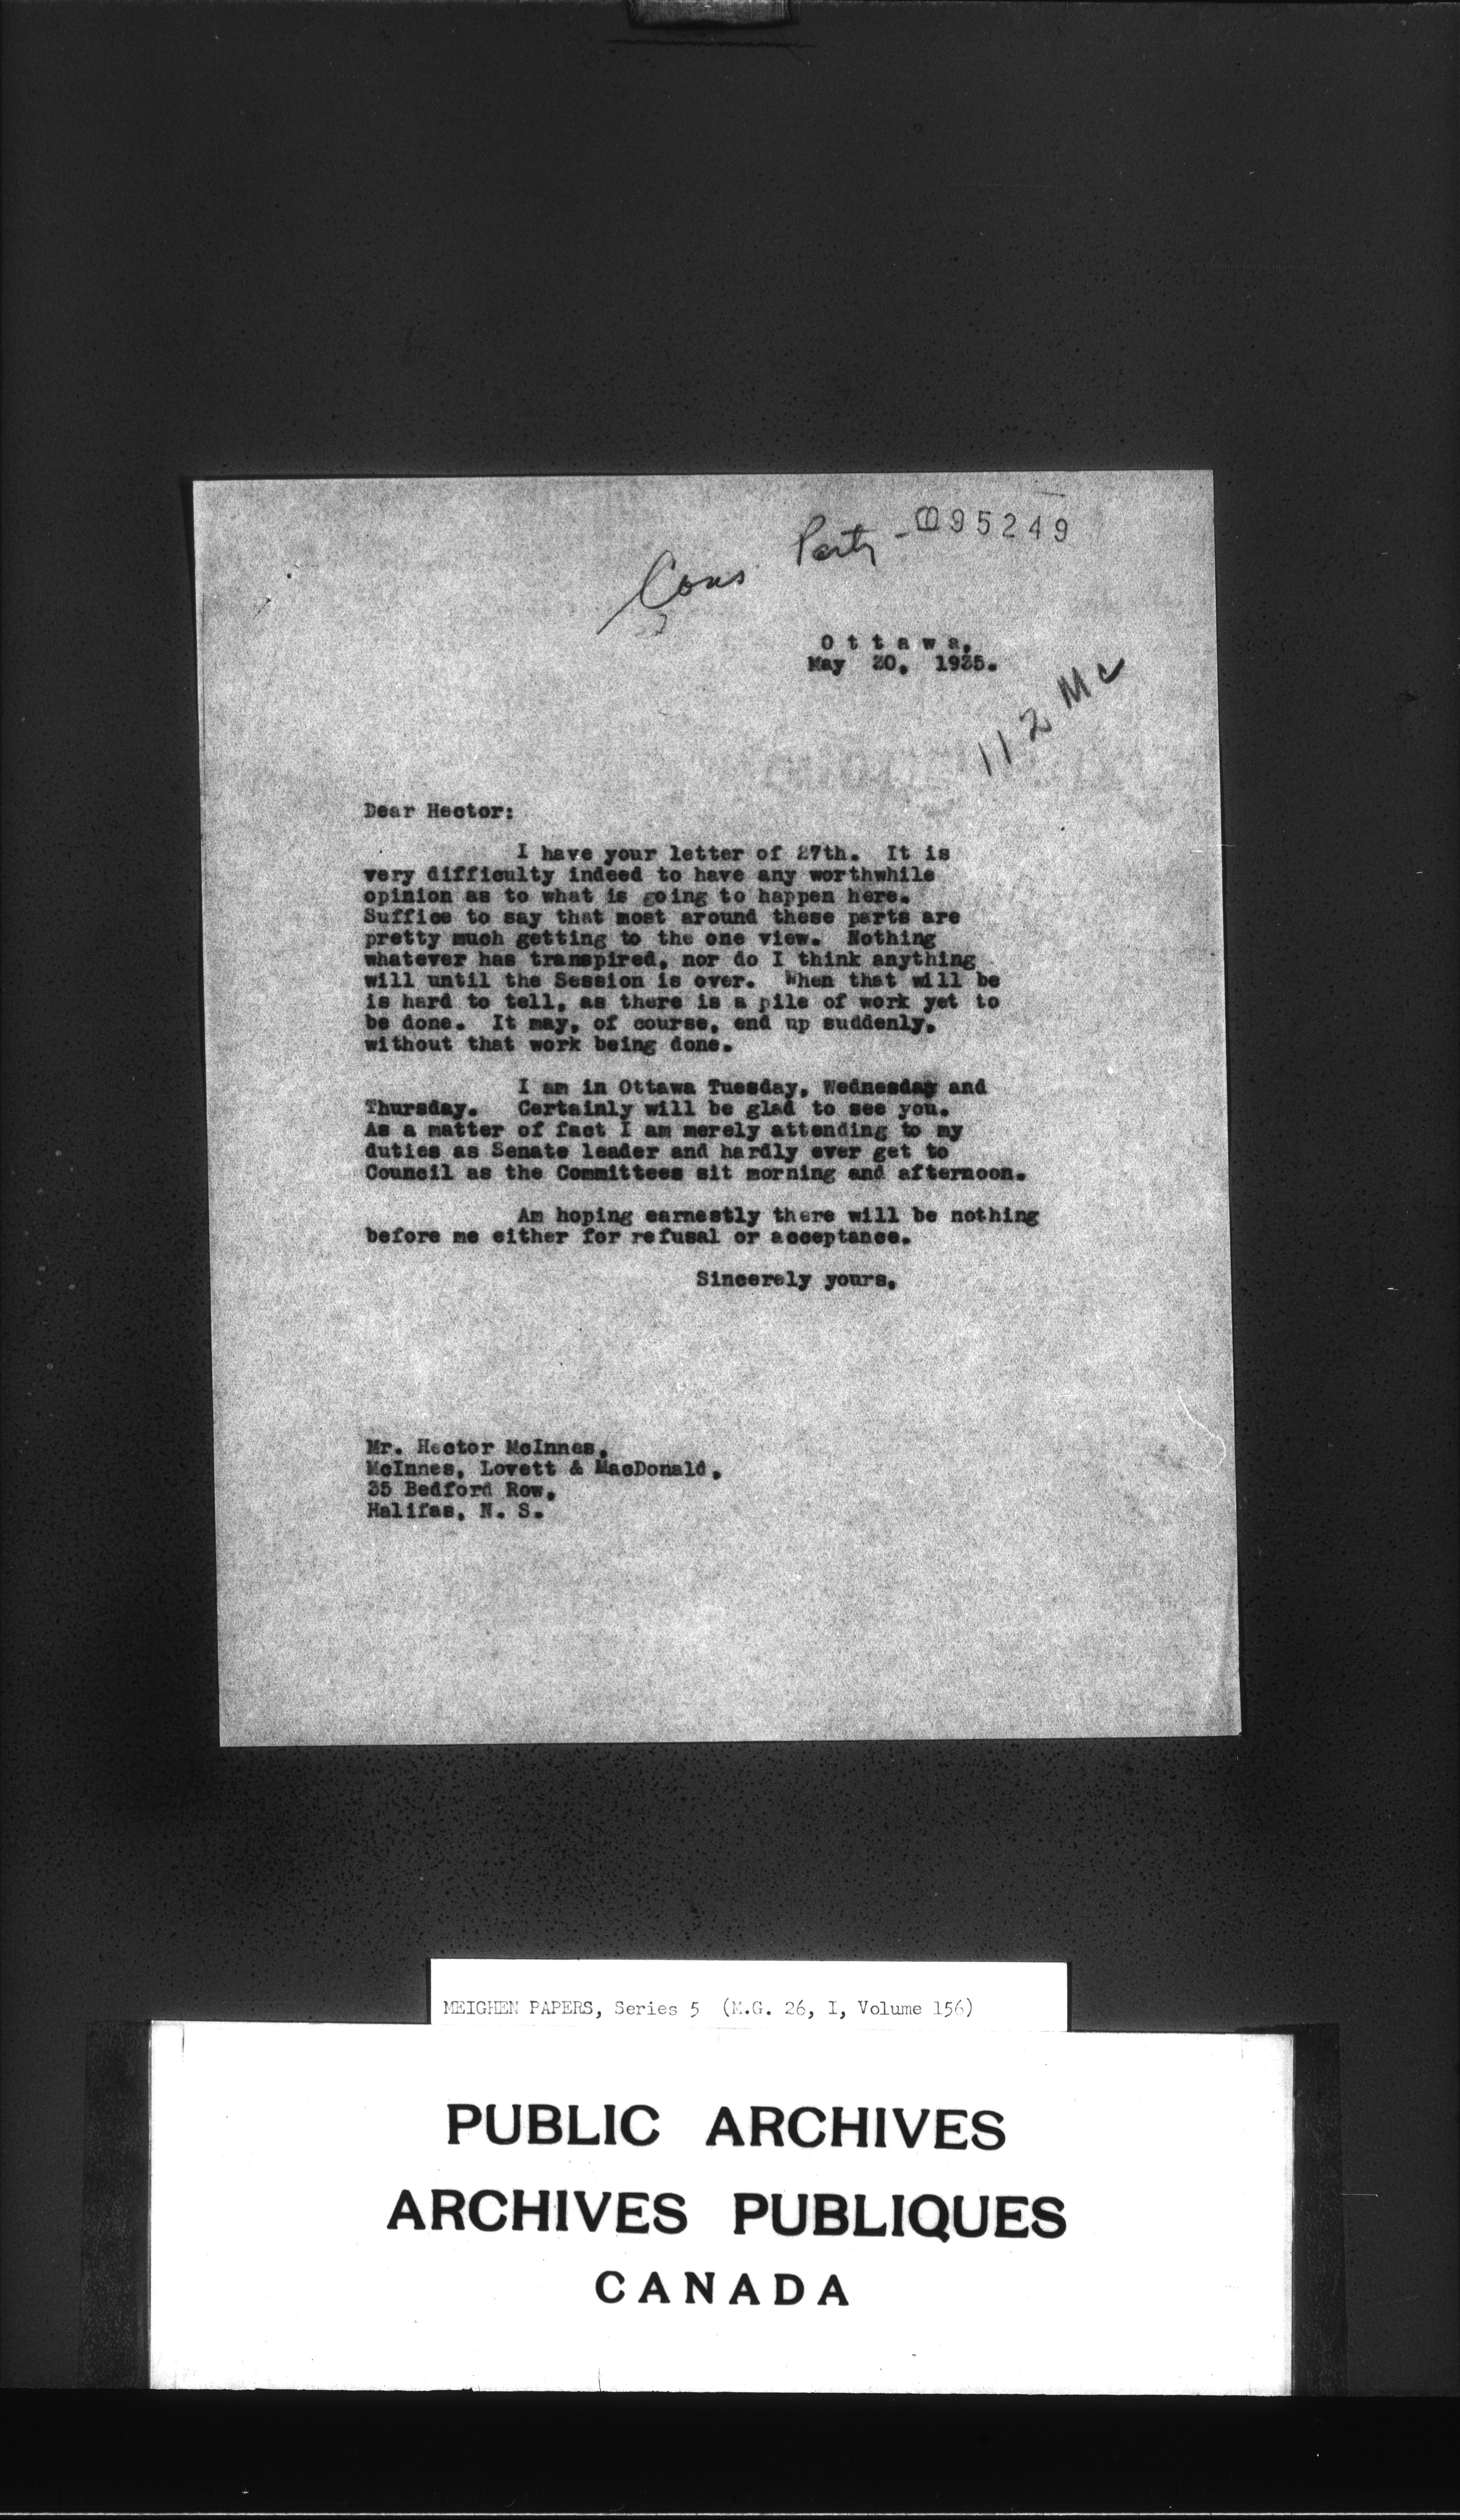 Cons Party - 095249
O t t a w a,
May 30, 1935.
112 Mc
Dear Hector:
I have your letter of 27th. It is
very difficulty indeed to have any worthwhile
opinion as to what is going to happen here.
Suffice to say that most around these parts are
pretty much getting to the one view. Nothing
whatever has transpired, nor do I think anything
will until the Session is over. When that will be
is hard to tell, as there is a pile of work yet to
be done. It may, of course, end up suddenly,
without that work being done.
I am in Ottawa Tuesday, Wednesday and
Thursday. Certainly will be glad to see you.
As a matter of fact I am merely attending to my
duties as Senate leader and hardly ever get to
Council as the Committees sit morning and afternoon.
Am hoping earnestly there will be nothing
before me either for refusal or acceptance.
Sincerely yours,
Mr. Hector McInnes,
McInnes, Lovett & MacDonald,
35 Bedford Row,
Halifas, N. S.
MEIGHEN PAPERS, Series 5 (M.G. 26, I, Volume 156)
PUBLIC ARCHIVES
ARCHIVES PUBLIQUES
CANADA